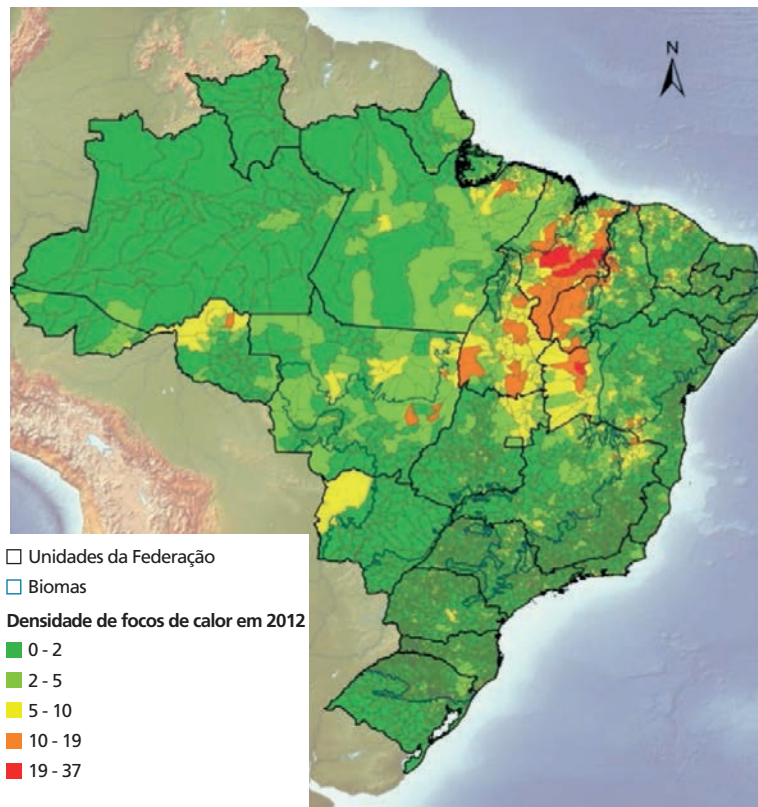 N
Unidades da Federação
Biomas
Densidade de focos de calor em 2012
0 - 2
2 - 5
5 - 10
10 - 19
19 - 37